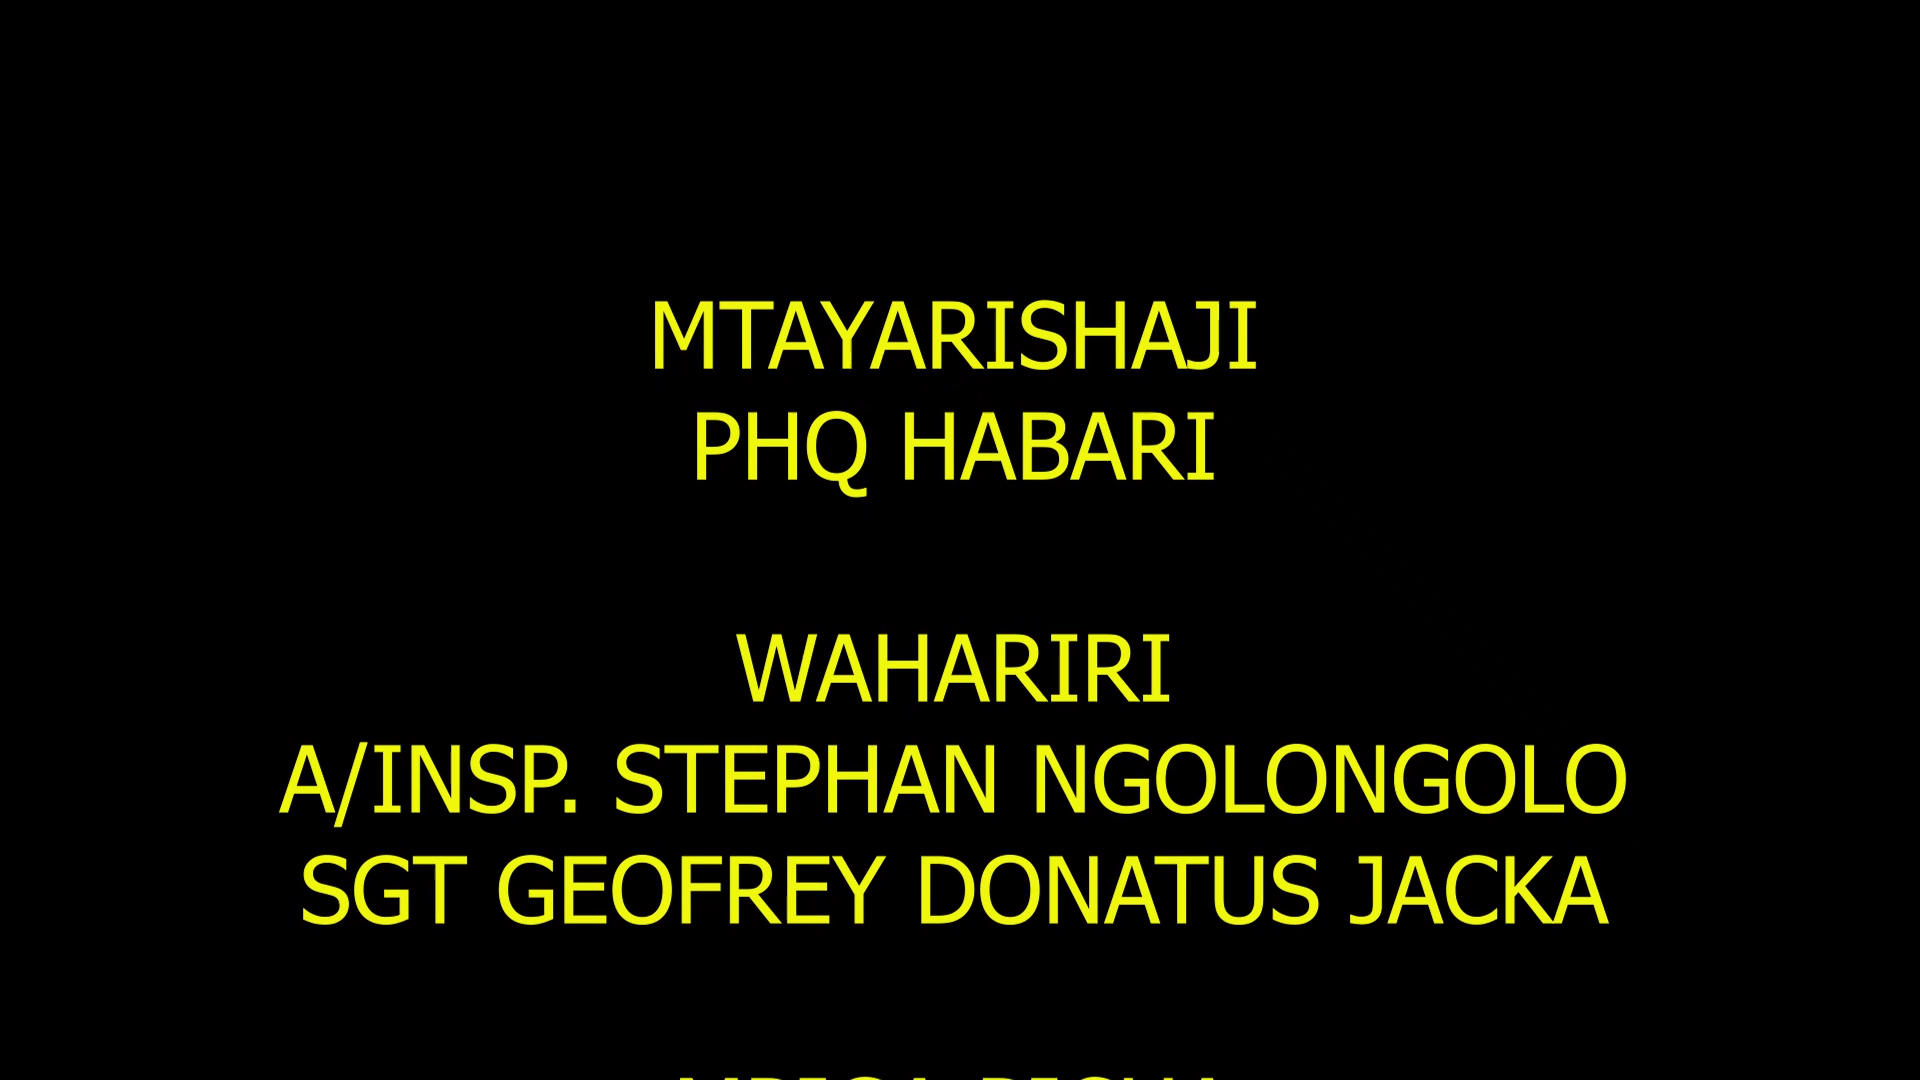 MTAYARISHAJI
PHQ HABARI
WAHARIRI
A/INSP. STEPHAN NGOLONGOLO
SGT GEOFREY DONATUS JACKA